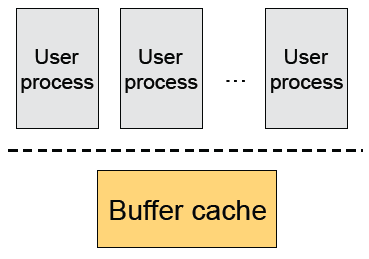 User
process
User
process
...
User
process
Buffer cache